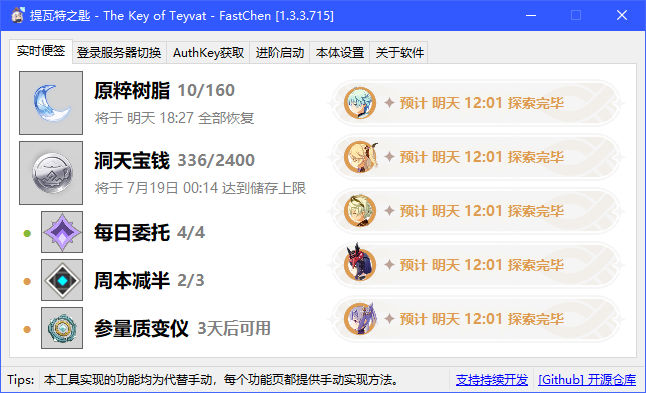 提瓦特之匙 - The Key of Teyvat - FastChen [1.3.3.715]
实时便签 登录服务器切换 AuthKey获取 进阶启动 本体设置 关于软件
原粹树脂 10/160
将于 明天 18:27 全部恢复
洞天宝钱 336/2400
将于 7月19日 00:14 达到储存上限
每日委托 4/4
周本减半 2/3
参量质变仪 3天后可用
预计 明天 12:01 探索完毕
预计 明天 12:01 探索完毕
预计 明天 12:01 探索完毕
预计 明天 12:01 探索完毕
预计 明天 12:01 探索完毕
Tips: 本工具实现的功能均为代替手动，每个功能页都提供手动实现方法。 支持持续开发 [Github] 开源仓库